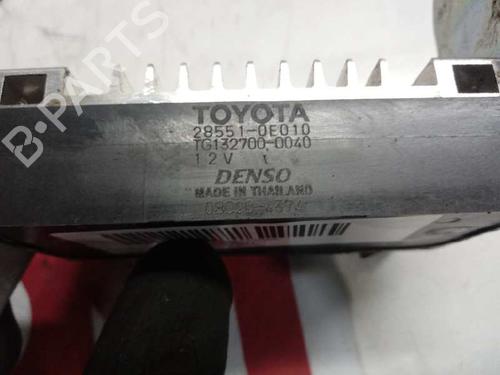 B-PARTS
TOYOTA
28551-0E010
TG132700-0040
12V
DENSO
MADE IN THAILAND